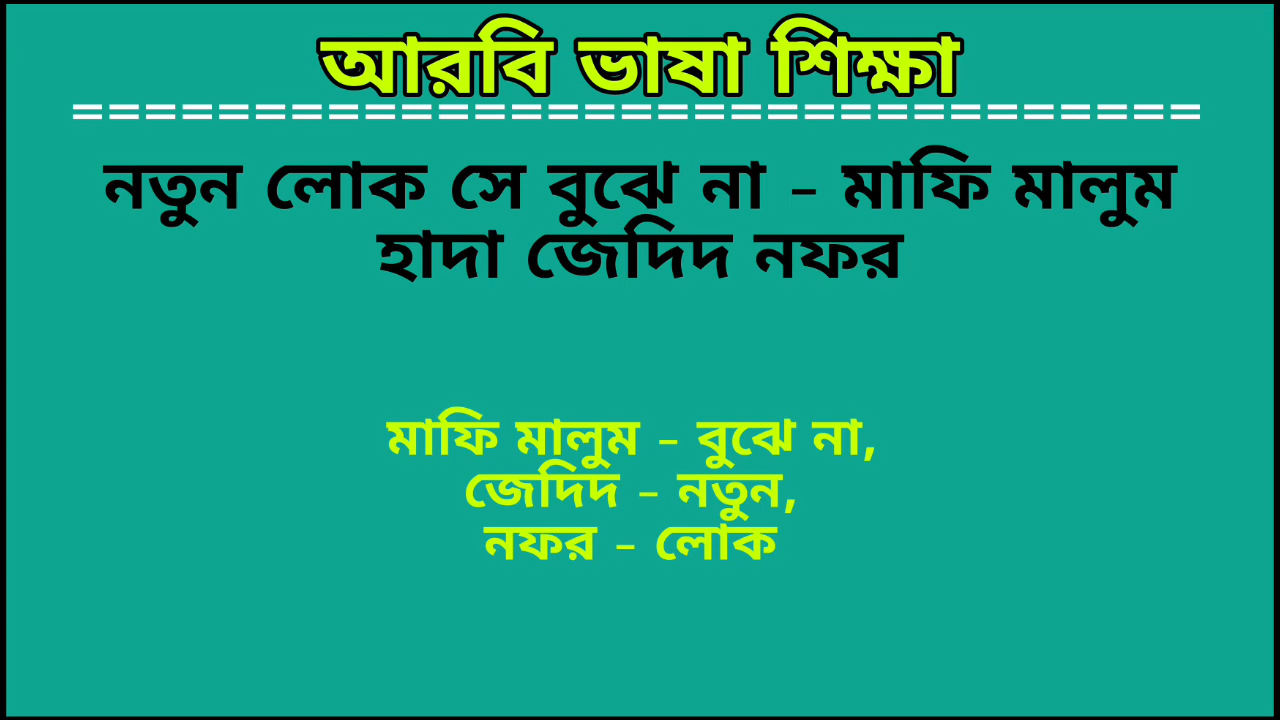 আরবি ভাষা শিক্ষা
===============================
নতুন লোক সে বুঝে না - মাফি মালুম
হাদা জেদিদ নফর
মাফি মালুম - বুঝে না,
জেদিদ - নতুন,
নফর - লোক